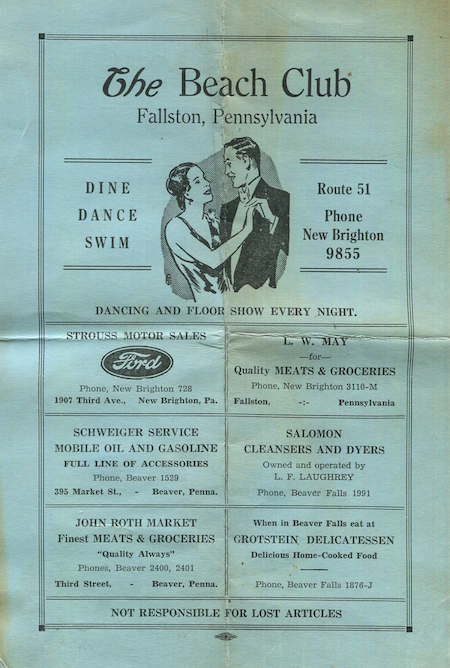 The Beach Club
Fallston, Pennsylvania
DINE
DANCE
SWIM
Route 51
Phone
New Brighton
9855
DANCING AND FLOOR SHOW EVERY NIGHT.
STROUSS MOTOR SALES
Ford
Phone, New Brighton 728
1907 Third Ave., New Brighton, Pa.
L. W. MAY
—for—
Quality MEATS & GROCERIES
Phone, New Brighton 3110-M
Fallston, -:- Pennsylvania
SCHWEIGER SERVICE
MOBILE OIL AND GASOLINE
FULL LINE OF ACCESSORIES
Phone, Beaver 1529
395 Market St., - Beaver, Penna.
SALOMON
CLEANSERS AND DYERS
Owned and operated by
L. F. LAUGHREY
Phone, Beaver Falls 1991
JOHN ROTH MARKET
Finest MEATS & GROCERIES
"Quality Always"
Phones, Beaver 2400, 2401
Third Street, - Beaver, Penna.
When in Beaver Falls eat at
GROTSTEIN DELICATESSEN
Delicious Home-Cooked Food
Phone, Beaver Falls 1876-J
NOT RESPONSIBLE FOR LOST ARTICLES